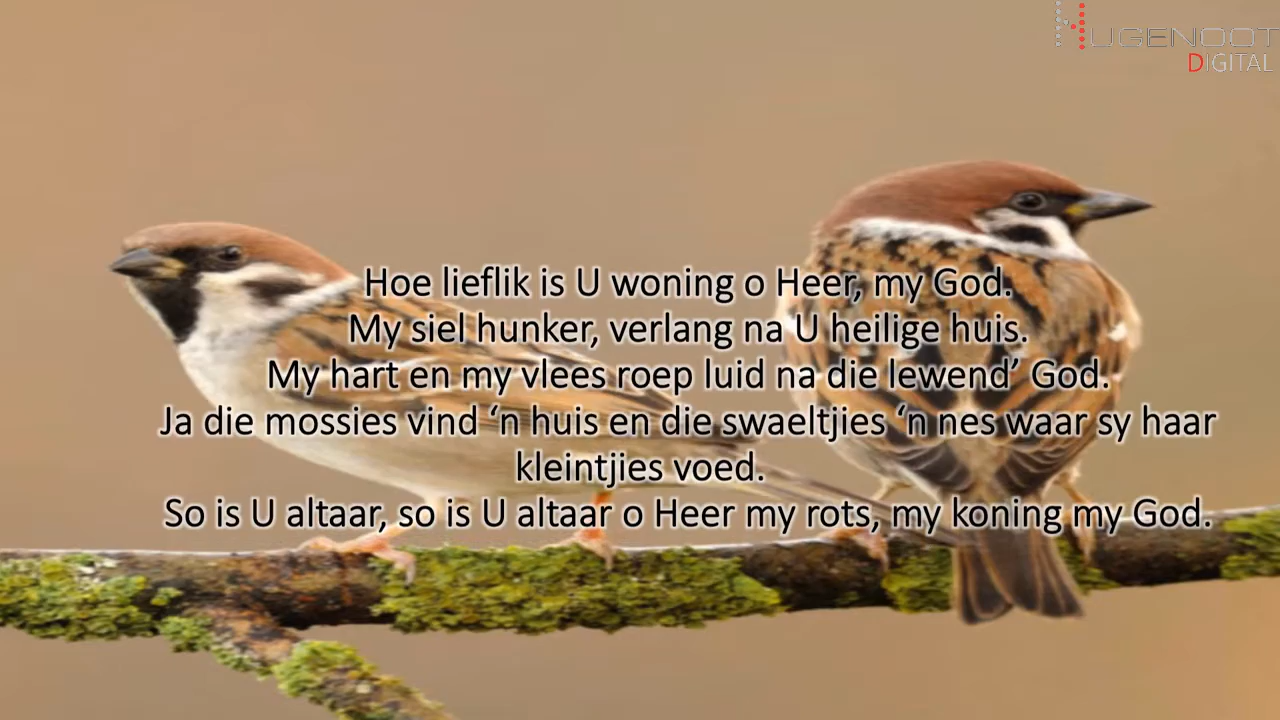 HUGENOOT
DIGITAL
Hoe lieflik is U woning o Heer, my God.
My siel hunker, verlang na U heilige huis.
My hart en my vlees roep luid na die lewend’ God.
Ja die mossies vind ‘n huis en die swaeltjies ‘n nes waar sy haar
kleintjies voed.
So is U altaar, so is U altaar o Heer my rots, my koning my God.